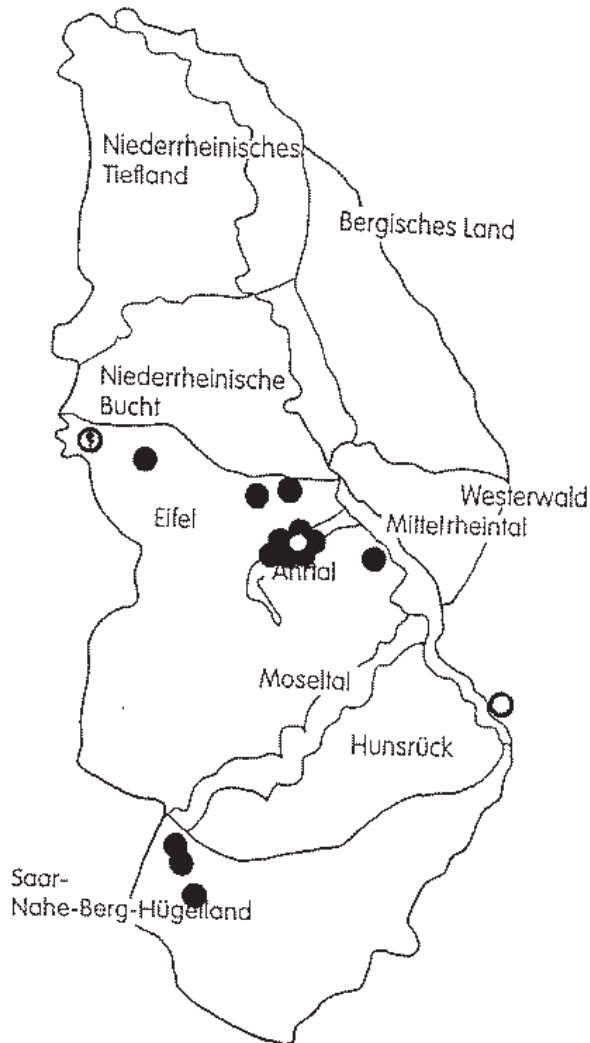 Niederrheinisches
Tiefland
Bergisches Land
Niederrheinische
Bucht
Westerwald
Eifel
Mittelrheintal
Ahrtal
Moseltal
Hunsrück
Saar-
Nahe-Berg-Hügelland